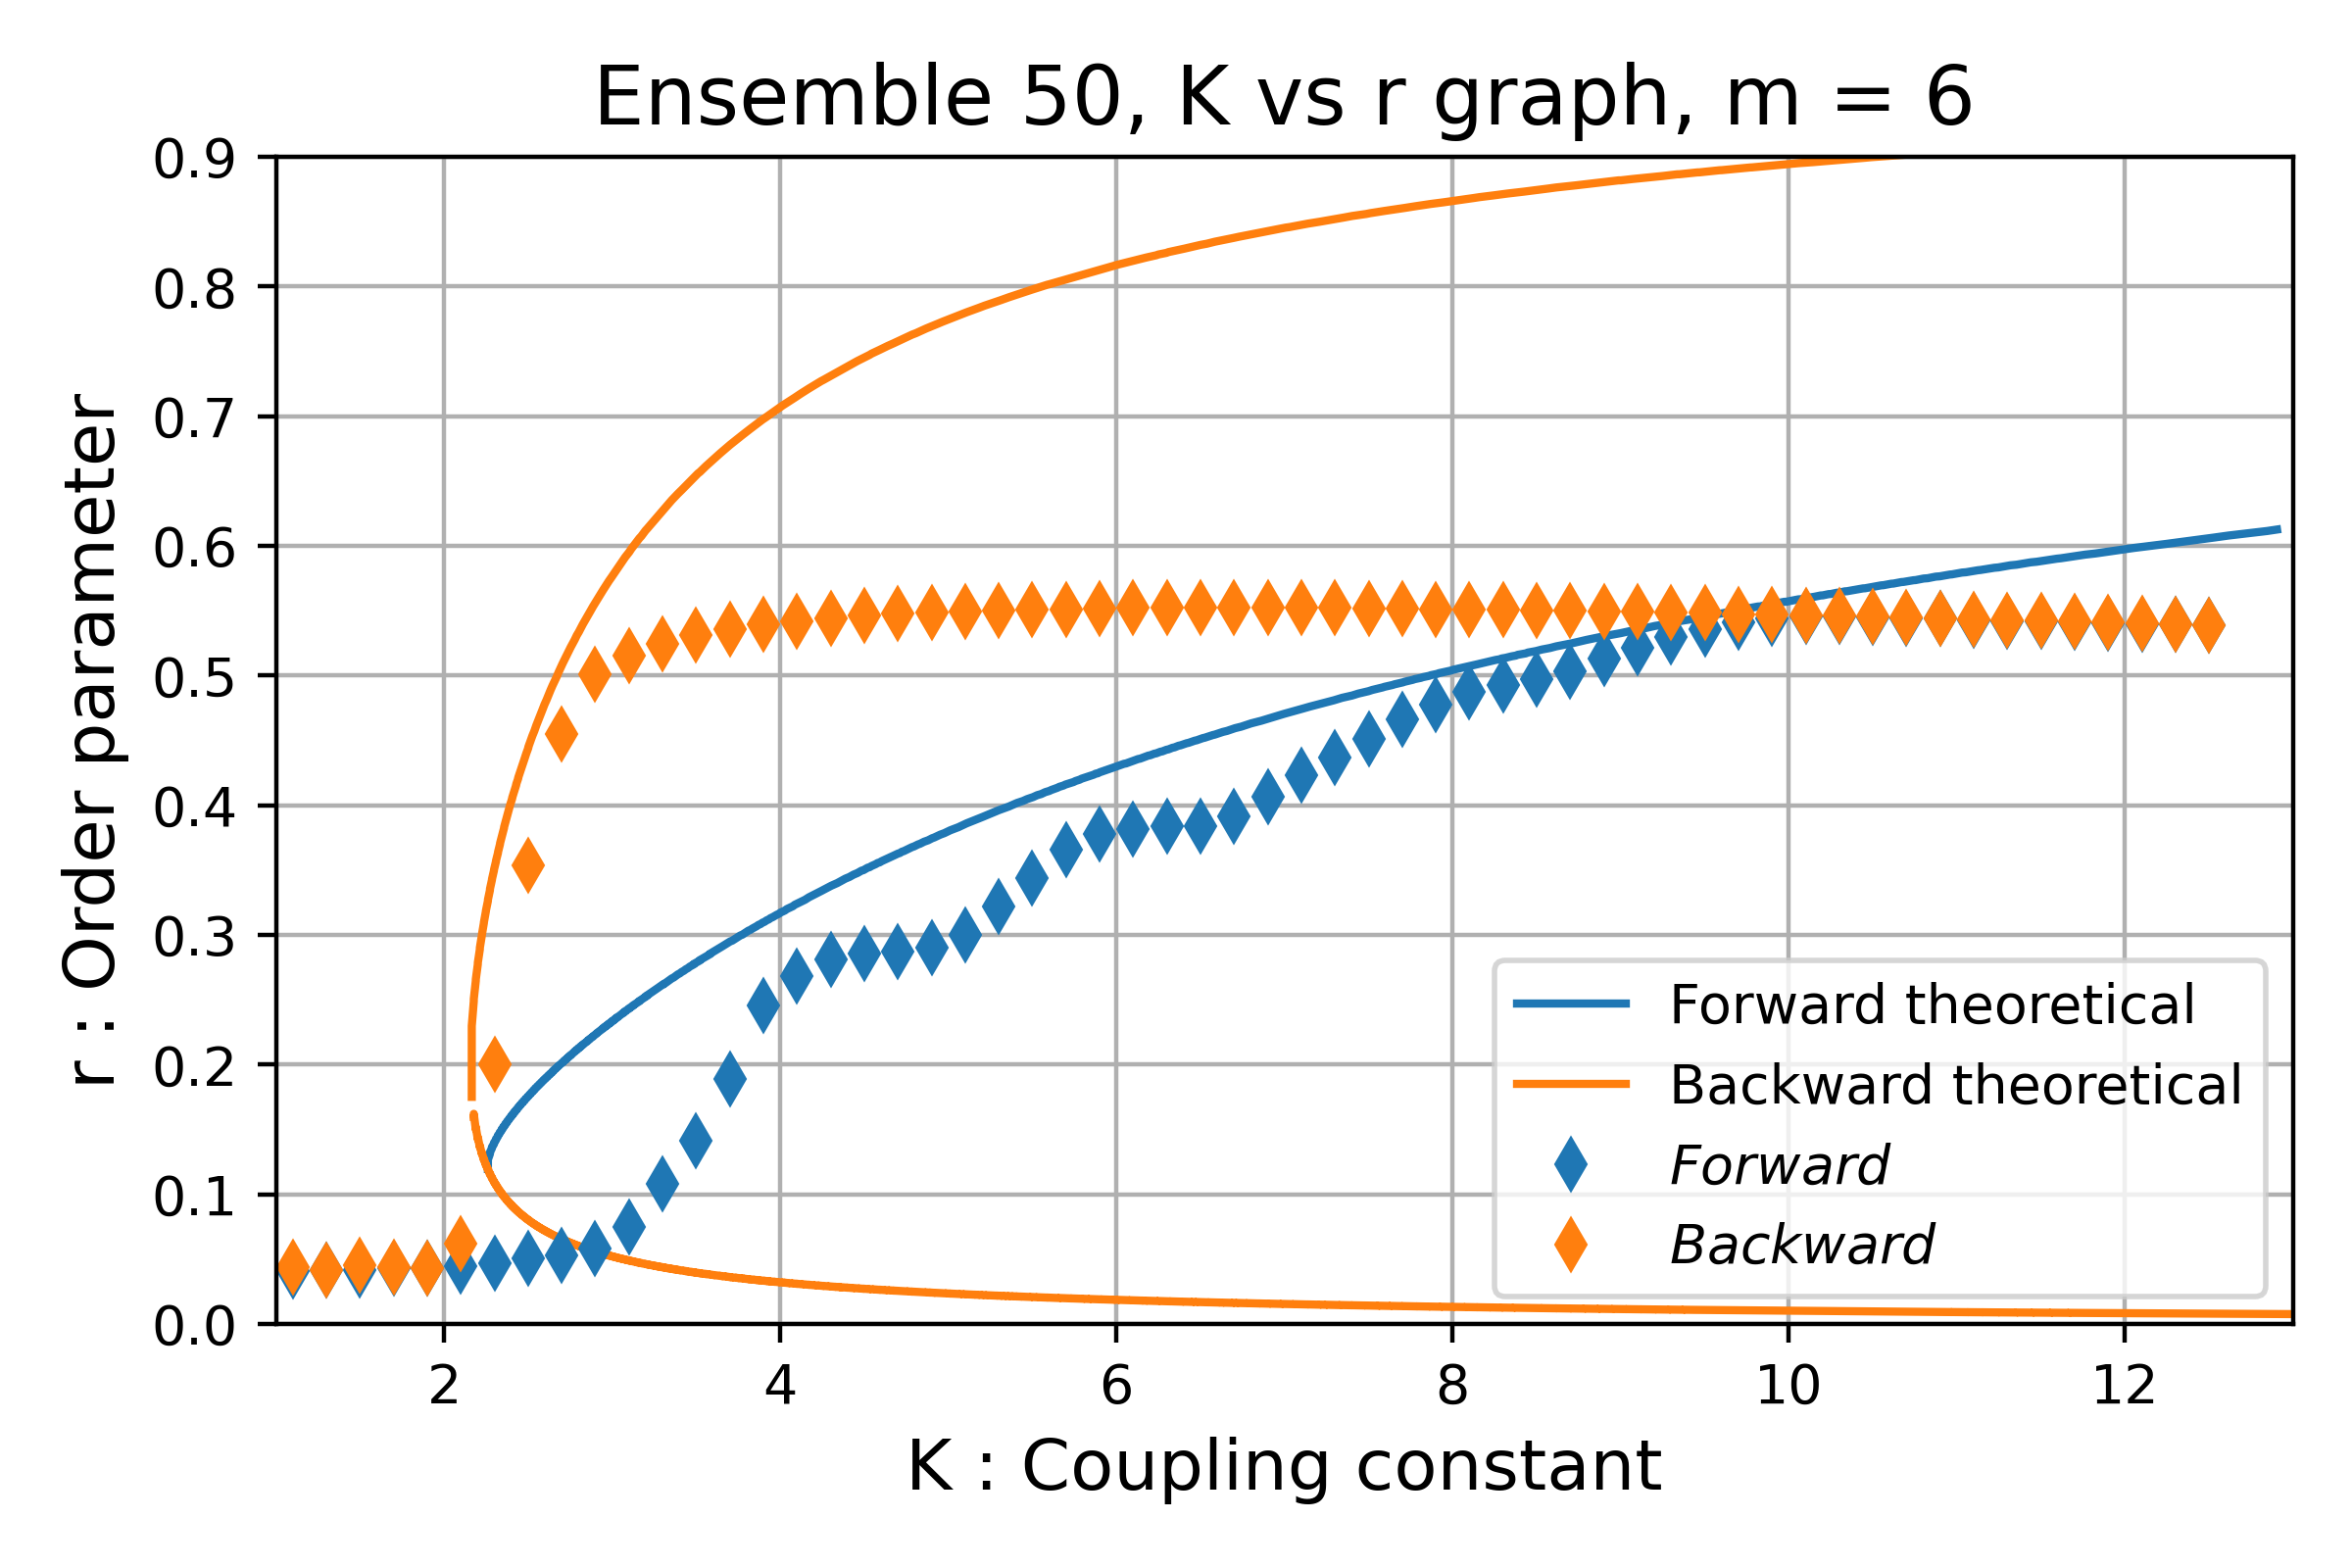 Ensemble 50, K vs r graph, m = 6
r : Order parameter
0.9
0.8
0.7
0.6
0.5
0.4
0.3
0.2
0.1
0.0
Forward theoretical
Backward theoretical
Forward
Backward
2 4 6 8 10 12
K : Coupling constant